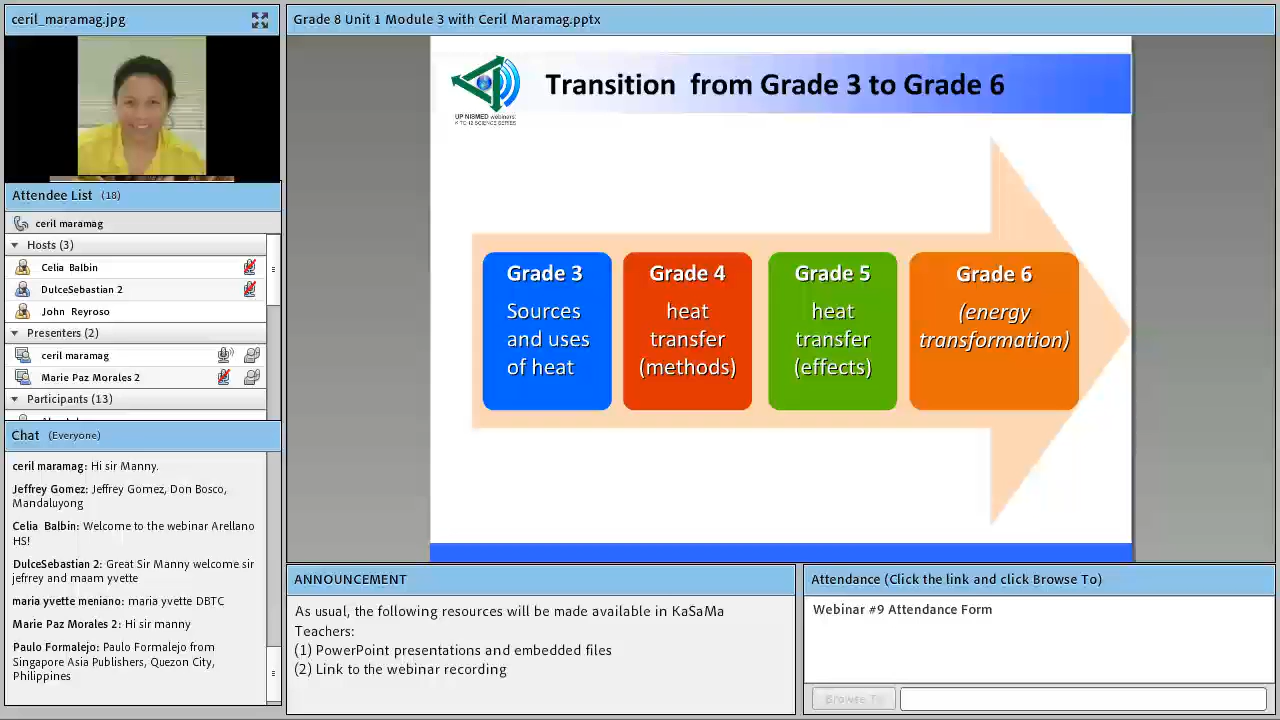 ceril_maramag.jpg
Attendee List (18)
ceril maramag
Hosts (3)
Celia Balbin
DulceSebastian 2
John Reyroso
Presenters (2)
ceril maramag
Marie Paz Morales 2
Participants (13)
Chat (Everyone)
ceril maramag: Hi sir Manny.
Jeffrey Gomez: Jeffrey Gomez, Don Bosco,
Mandaluyong
Celia Balbin: Welcome to the webinar Arellano
HS!
DulceSebastian 2: Great Sir Manny welcome sir
jefrey and maam yvette
maria yvette meniano: maria yvette DBTC
Marie Paz Morales 2: Hi sir manny
Paulo Formalejo: Paulo Formalejo from
Singapore Asia Publishers, Quezon City,
Philippines
Grade 8 Unit 1 Module 3 with Ceril Maramag.pptx
UP NISMED webinars:
K TO 12 SCIENCE SERIES
Transition from Grade 3 to Grade 6
Grade 3
Sources
and uses
of heat
Grade 4
heat
transfer
(methods)
Grade 5
heat
transfer
(effects)
Grade 6
(energy
transformation)
ANNOUNCEMENT
As usual, the following resources will be made available in KaSaMa
Teachers:
(1) PowerPoint presentations and embedded files
(2) Link to the webinar recording
Attendance (Click the link and click Browse To)
Webinar #9 Attendance Form
Browse To